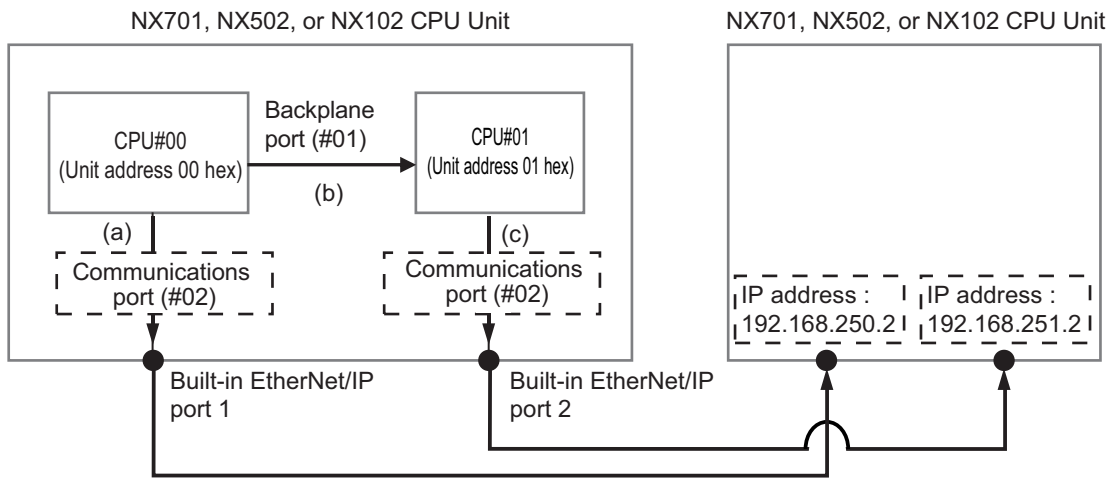 NX701, NX502, or NX102 CPU Unit
NX701, NX502, or NX102 CPU Unit
CPU#00
(Unit address 00 hex)
Backplane
port (#01)
(b)
CPU#01
(Unit address 01 hex)
(a)
(c)
Communications
port (#02)
Communications
port (#02)
IP address :
192.168.250.2
IP address :
192.168.251.2
Built-in EtherNet/IP
port 1
Built-in EtherNet/IP
port 2